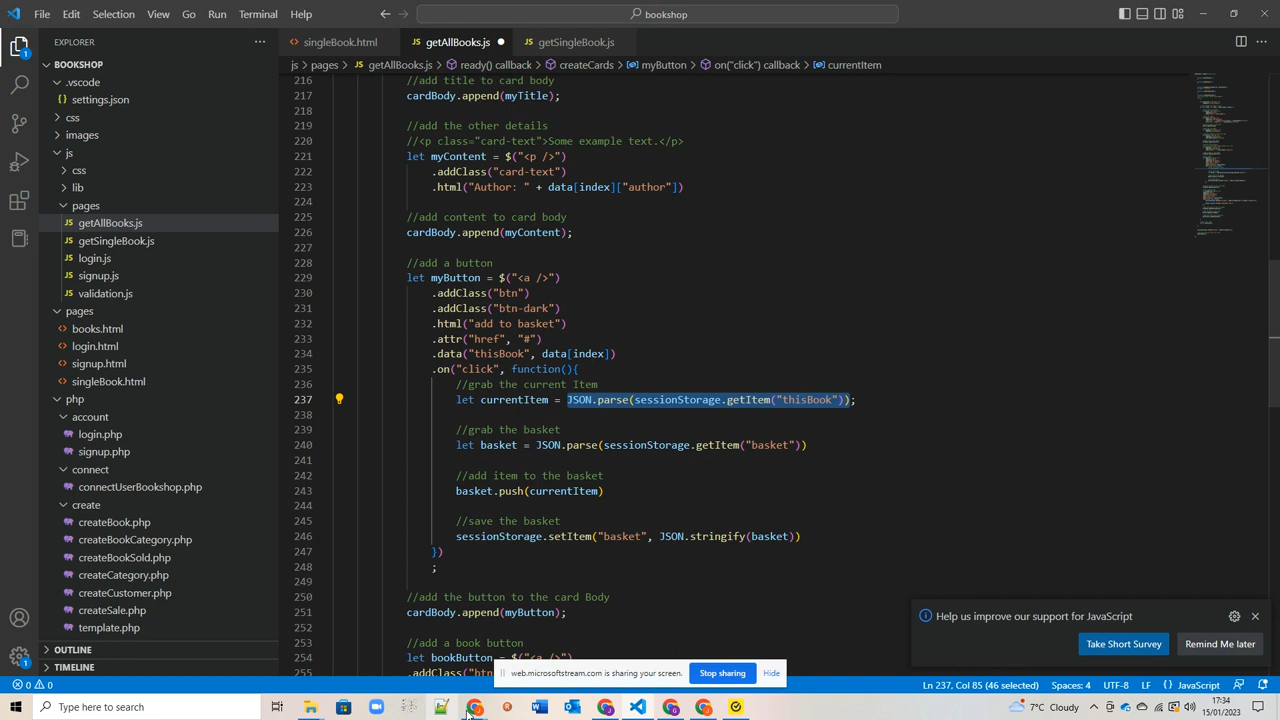 File Edit Selection View Go Run Terminal Help
bookshop
EXPLORER
singleBook.html
getAllBooks.js
getSingleBook.js
js > pages > getAllBooks.js > ready() callback > createCards > myButton > on("click") callback > currentItem
BOOKSHOP
.vscode
settings.json
css
images
js
css
lib
pages
getAllBooks.js
getSingleBook.js
login.js
signup.js
validation.js
pages
books.html
login.html
signup.html
singleBook.html
php
account
login.php
signup.php
connect
connectUserBookshop.php
create
createBook.php
createBookCategory.php
createBookSold.php
createCategory.php
createCustomer.php
createSale.php
template.php
OUTLINE
TIMELINE
216 //add title to card body
217 cardBody.append(myTitle);
218
219 //add the other details
220 //<p class="card-text">Some example text.</p>
221 let myContent = $("<p />")
222 .addClass("card-text")
223 .html("Author: " + data[index]["author"])
224
225 //add content to card body
226 cardBody.append(myContent);
227
228 //add a button
229 let myButton = $("<a />")
230 .addClass("btn")
231 .addClass("btn-dark")
232 .html("add to basket")
233 .attr("href", "#")
234 .data("thisBook", data[index])
235 .on("click", function(){
236 //grab the current Item
237 let currentItem = JSON.parse(sessionStorage.getItem("thisBook"));
238
239 //grab the basket
240 let basket = JSON.parse(sessionStorage.getItem("basket"))
241
242 //add item to the basket
243 basket.push(currentItem)
244
245 //save the basket
246 sessionStorage.setItem("basket", JSON.stringify(basket))
247 })
248 ;
249
250 //add the button to the card Body
251 cardBody.append(myButton);
252
253 //add a book button
254 let bookButton = $("<a />")
255 .addClass("btn
Help us improve our support for JavaScript
Take Short Survey
Remind Me later
web.microsoftstream.com is sharing your screen.
Stop sharing
Hide
0 0
Ln 237, Col 85 (46 selected) Spaces: 4 UTF-8 LF JavaScript
Type here to search
7°C Cloudy
17:34
15/01/2023